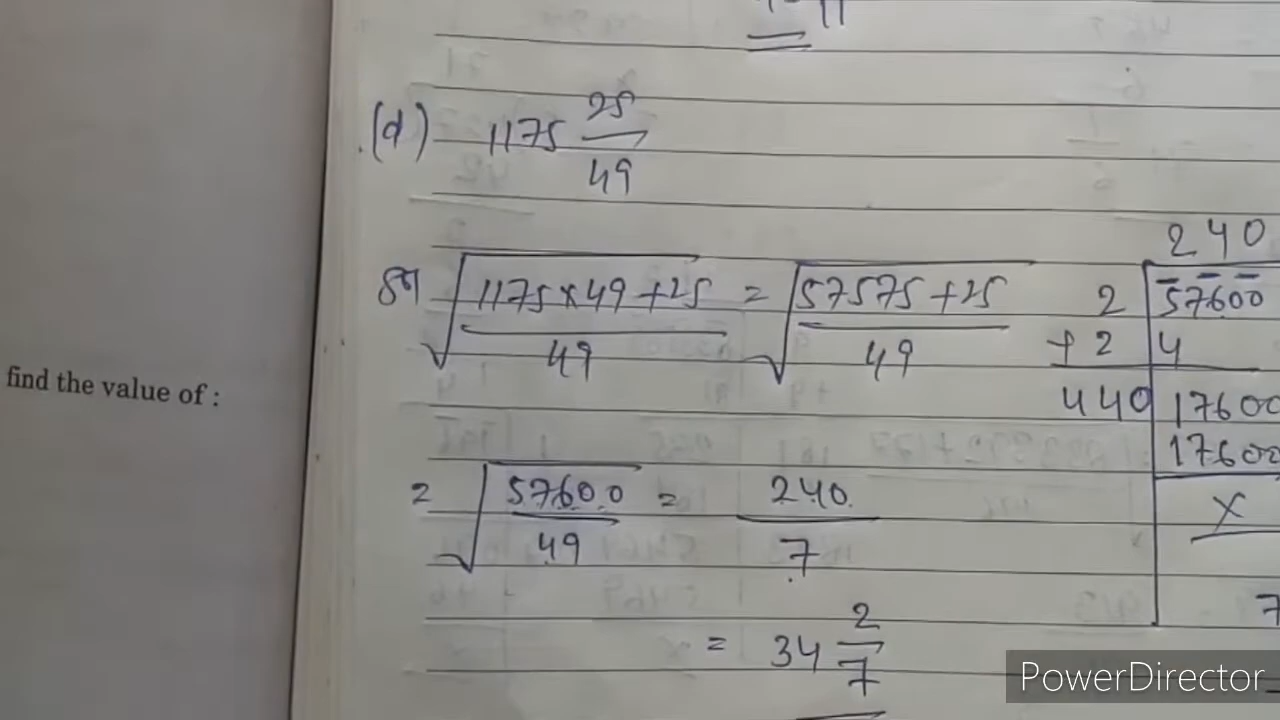 (d) 1175 25/49
Sol √(1175×49+25)/49 = √(57575+25)/49
= √57600/49 = 240/7
= 34 2/7
240
2 57600
+2 4
440 17600
17600
×
7
find the value of :
PowerDirector